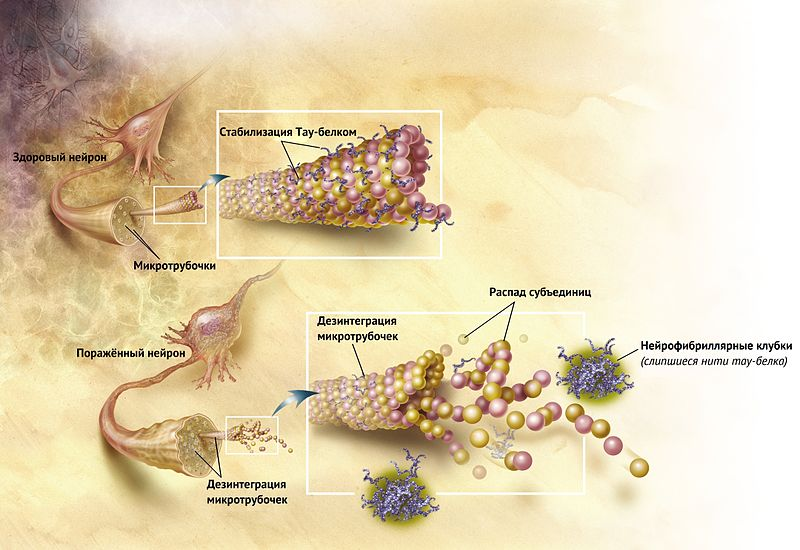 Стабилизация Тау-белком
Здоровый нейрон
Микротрубочки
Распад субъединиц
Дезинтеграция
микротрубочек
Нейрофибриллярные клубки
(слипшиеся нити тау-белка)
Поражённый нейрон
Дезинтеграция
микротрубочек